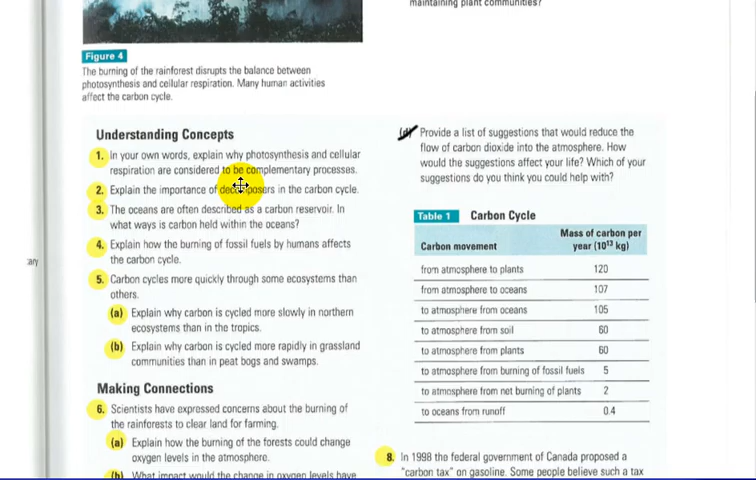 maintaining plant communities?
Figure 4
The burning of the rainforest disrupts the balance between
photosynthesis and cellular respiration. Many human activities
affect the carbon cycle.
Understanding Concepts
1. In your own words, explain why photosynthesis and cellular
respiration are considered to be complementary processes.
2. Explain the importance of decomposers in the carbon cycle.
3. The oceans are often described as a carbon reservoir. In
what ways is carbon held within the oceans?
4. Explain how the burning of fossil fuels by humans affects
the carbon cycle.
5. Carbon cycles more quickly through some ecosystems than
others.
(a) Explain why carbon is cycled more slowly in northern
ecosystems than in the tropics.
(b) Explain why carbon is cycled more rapidly in grassland
communities than in peat bogs and swamps.
Making Connections
6. Scientists have expressed concerns about the burning of
the rainforests to clear land for farming.
(a) Explain how the burning of the forests could change
oxygen levels in the atmosphere.
(b) What impact would the change in oxygen levels have
Provide a list of suggestions that would reduce the
flow of carbon dioxide into the atmosphere. How
would the suggestions affect your life? Which of your
suggestions do you think you could help with?
Table 1 Carbon Cycle
Carbon movement Mass of carbon per
year (10¹³ kg)
from atmosphere to plants 120
from atmosphere to oceans 107
to atmosphere from oceans 105
to atmosphere from soil 60
to atmosphere from plants 60
to atmosphere from burning of fossil fuels 5
to atmosphere from net burning of plants 2
to oceans from runoff 0.4
8. In 1998 the federal government of Canada proposed a
"carbon tax" on gasoline. Some people believe such a tax